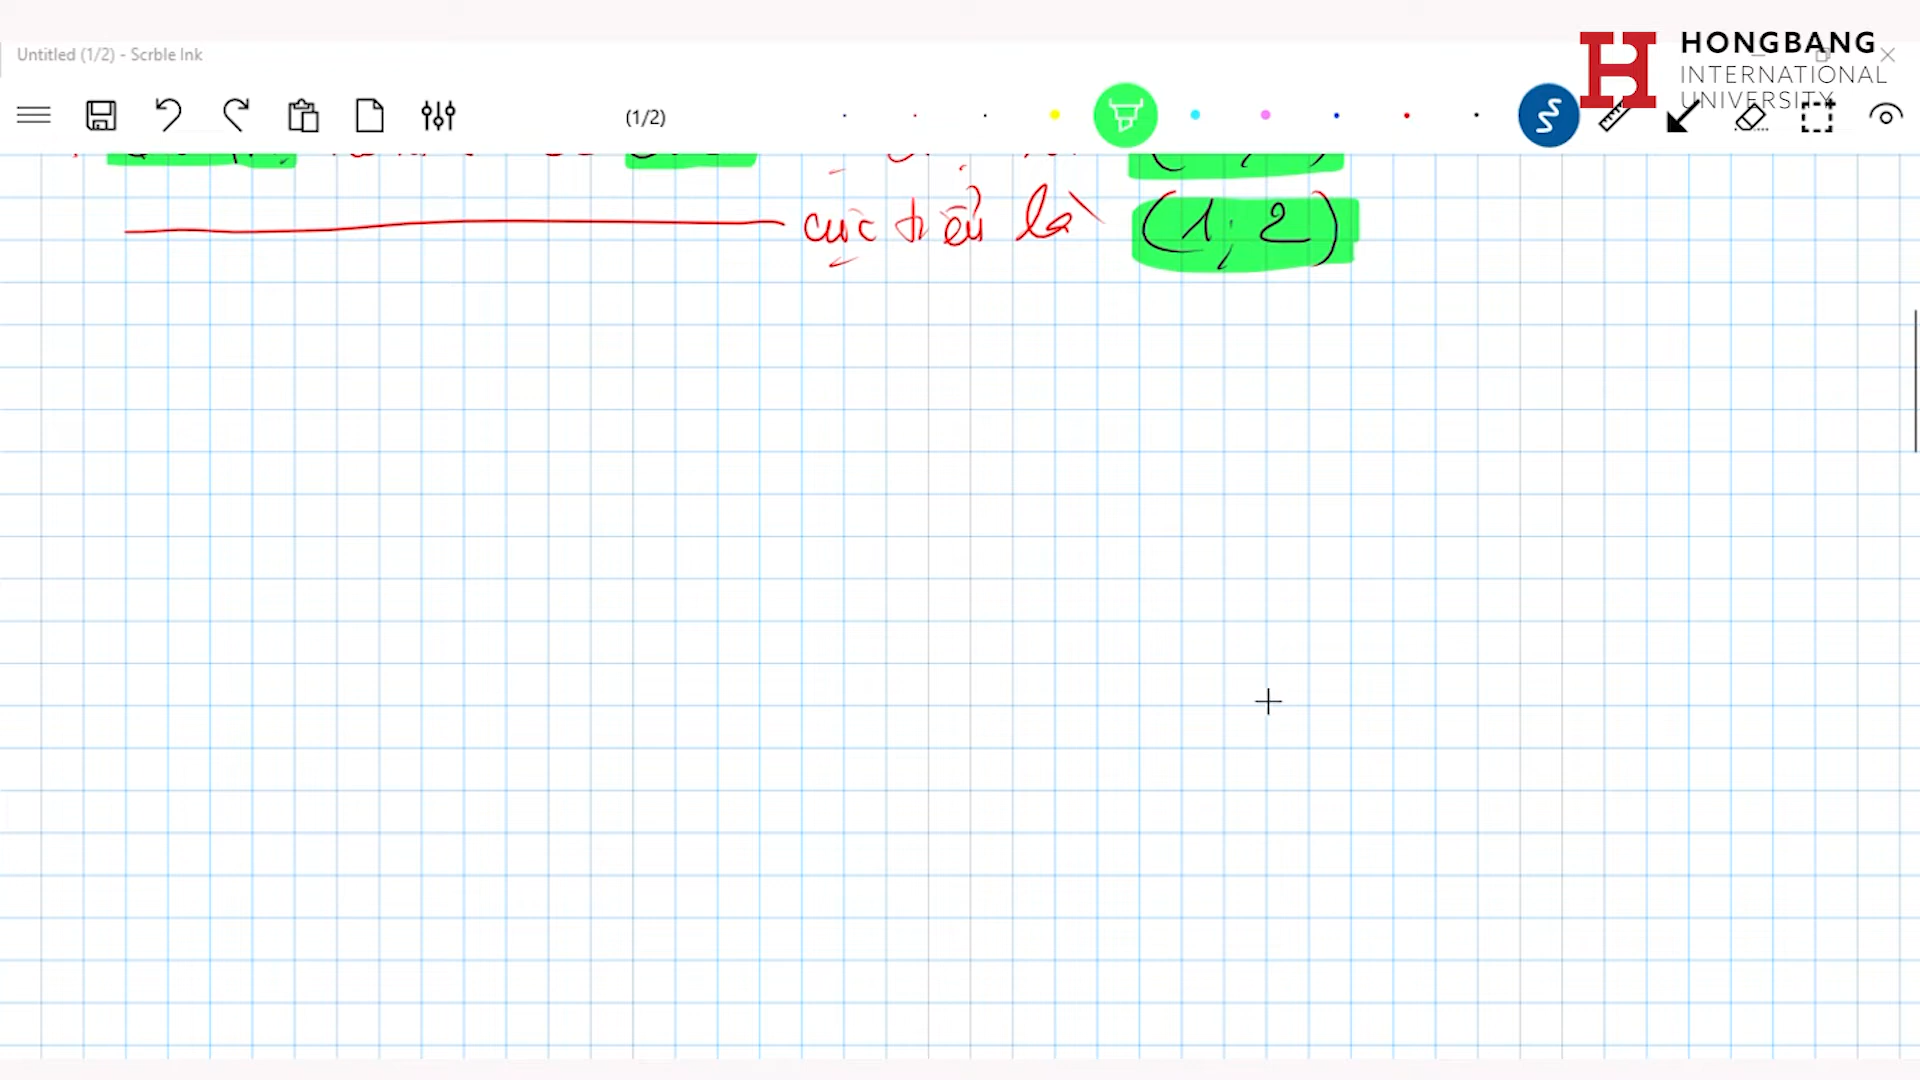 Untitled (1/2) - Scrble Ink
HONGBANG
INTERNATIONAL
UNIVERSITY
(1/2)
cực tiểu là (1; 2)